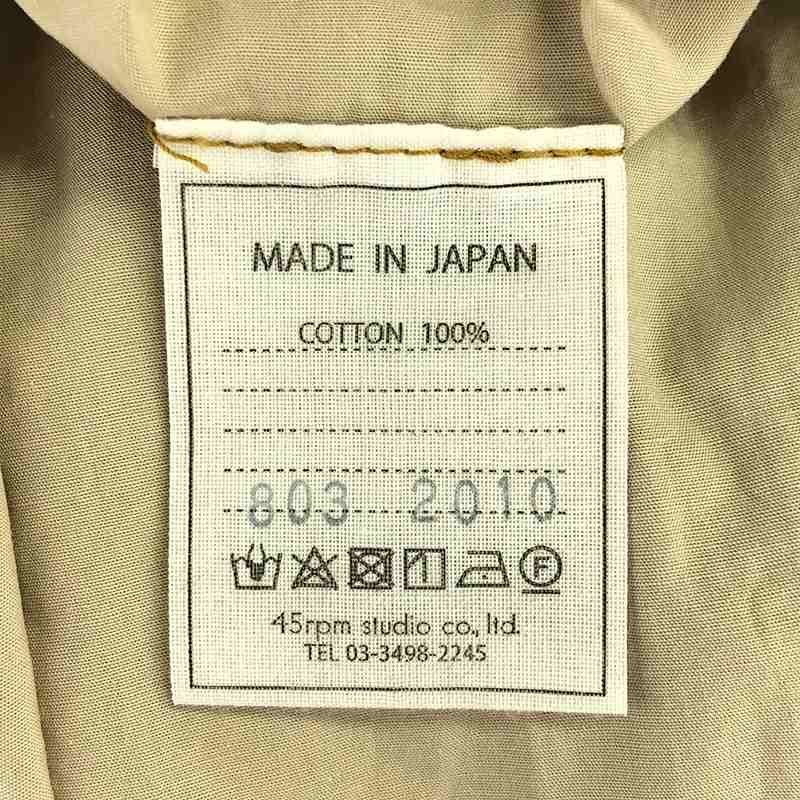 MADE IN JAPAN
COTTON 100%
803 2010
F
45rpm studio co., ltd.
TEL 03-3498-2245